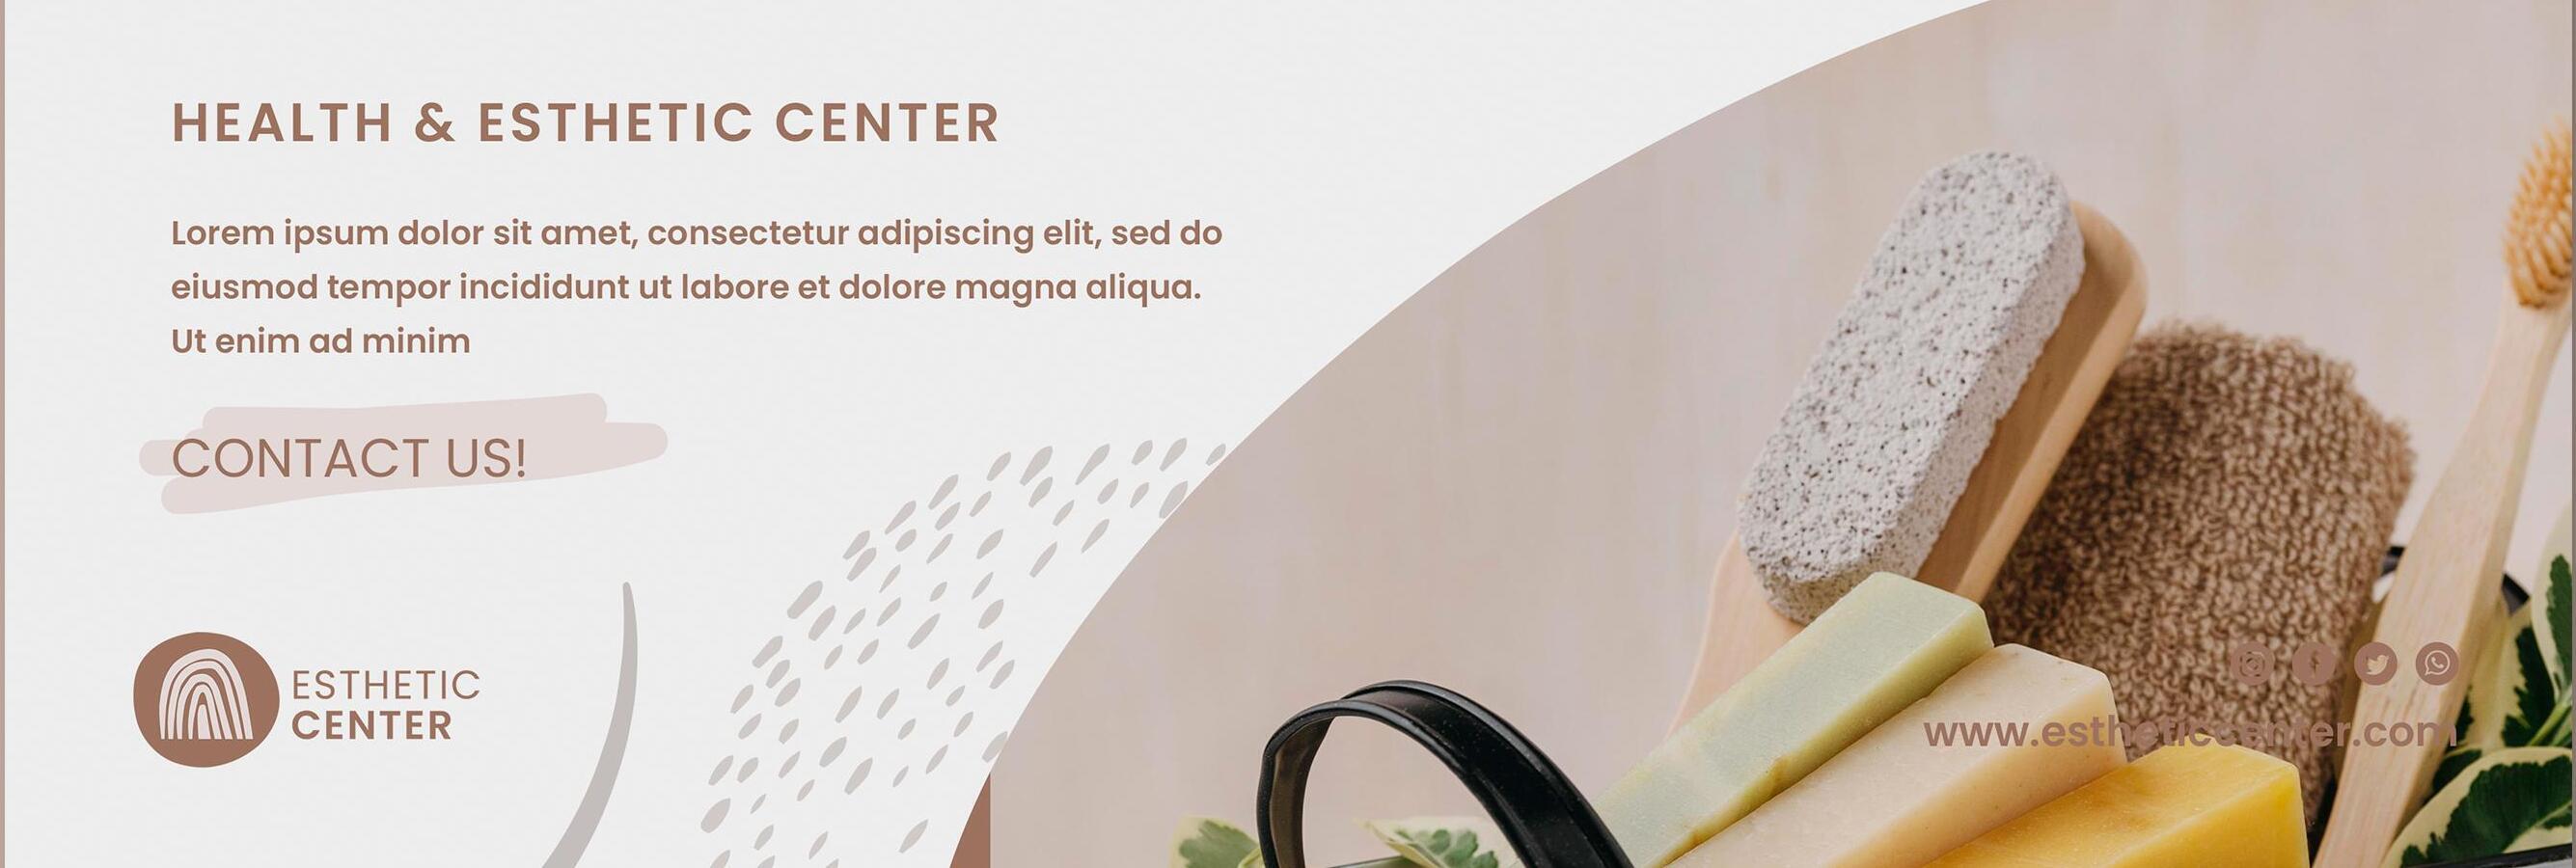 HEALTH & ESTHETIC CENTER
Lorem ipsum dolor sit amet, consectetur adipiscing elit, sed do
eiusmod tempor incididunt ut labore et dolore magna aliqua.
Ut enim ad minim
CONTACT US!
ESTHETIC
CENTER
www.estheticcenter.com